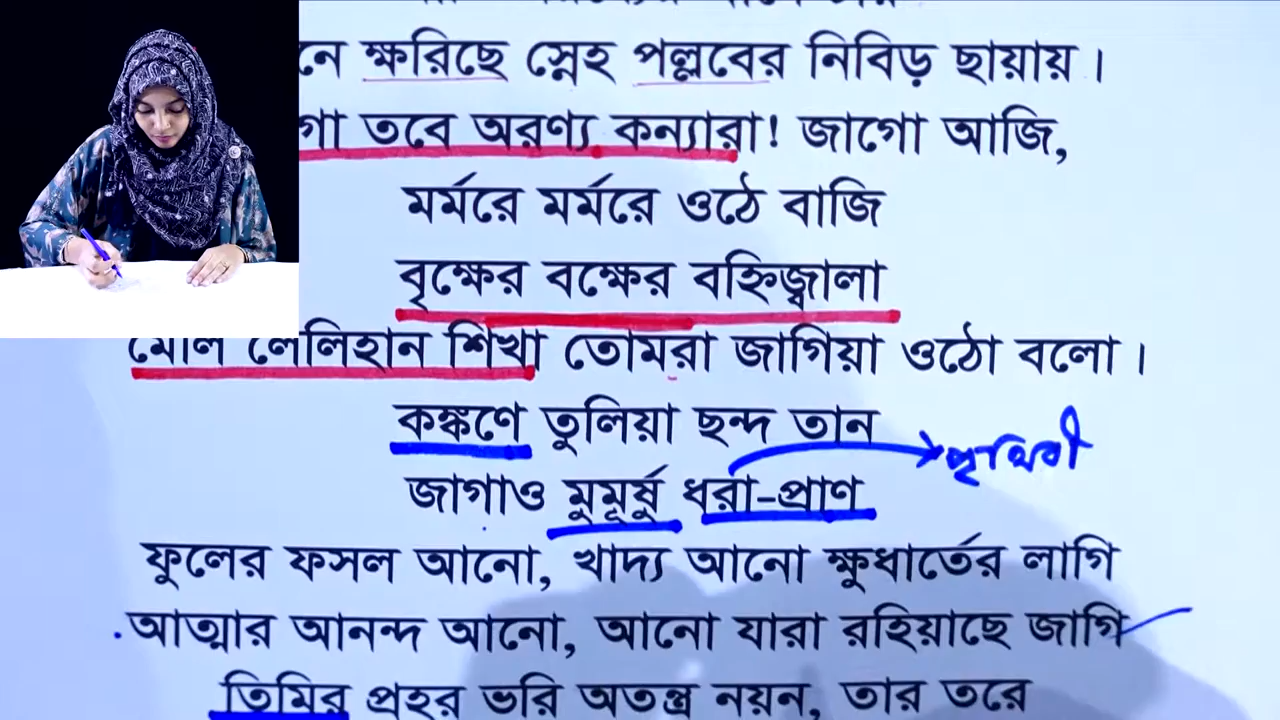 ক্ষরিছে স্নেহ পল্লবের নিবিড় ছায়ায়।
তবে অরণ্য কন্যারা! জাগো আজি,
মর্মরে মর্মরে ওঠে বাজি
বৃক্ষের বক্ষের বহ্নিজ্বালা
মেলি লেলিহান শিখা তোমরা জাগিয়া ওঠো বলো।
কঙ্কণে তুলিয়া ছন্দ তান
পৃথিবী
জাগাও মুমূর্ষু ধরা-প্রাণ
ফুলের ফসল আনো, খাদ্য আনো ক্ষুধার্তের লাগি
আত্মার আনন্দ আনো, আনো যারা রহিয়াছে জাগি
তিমির প্রহর ভরি অতন্ত্র নয়ন, তার তরে